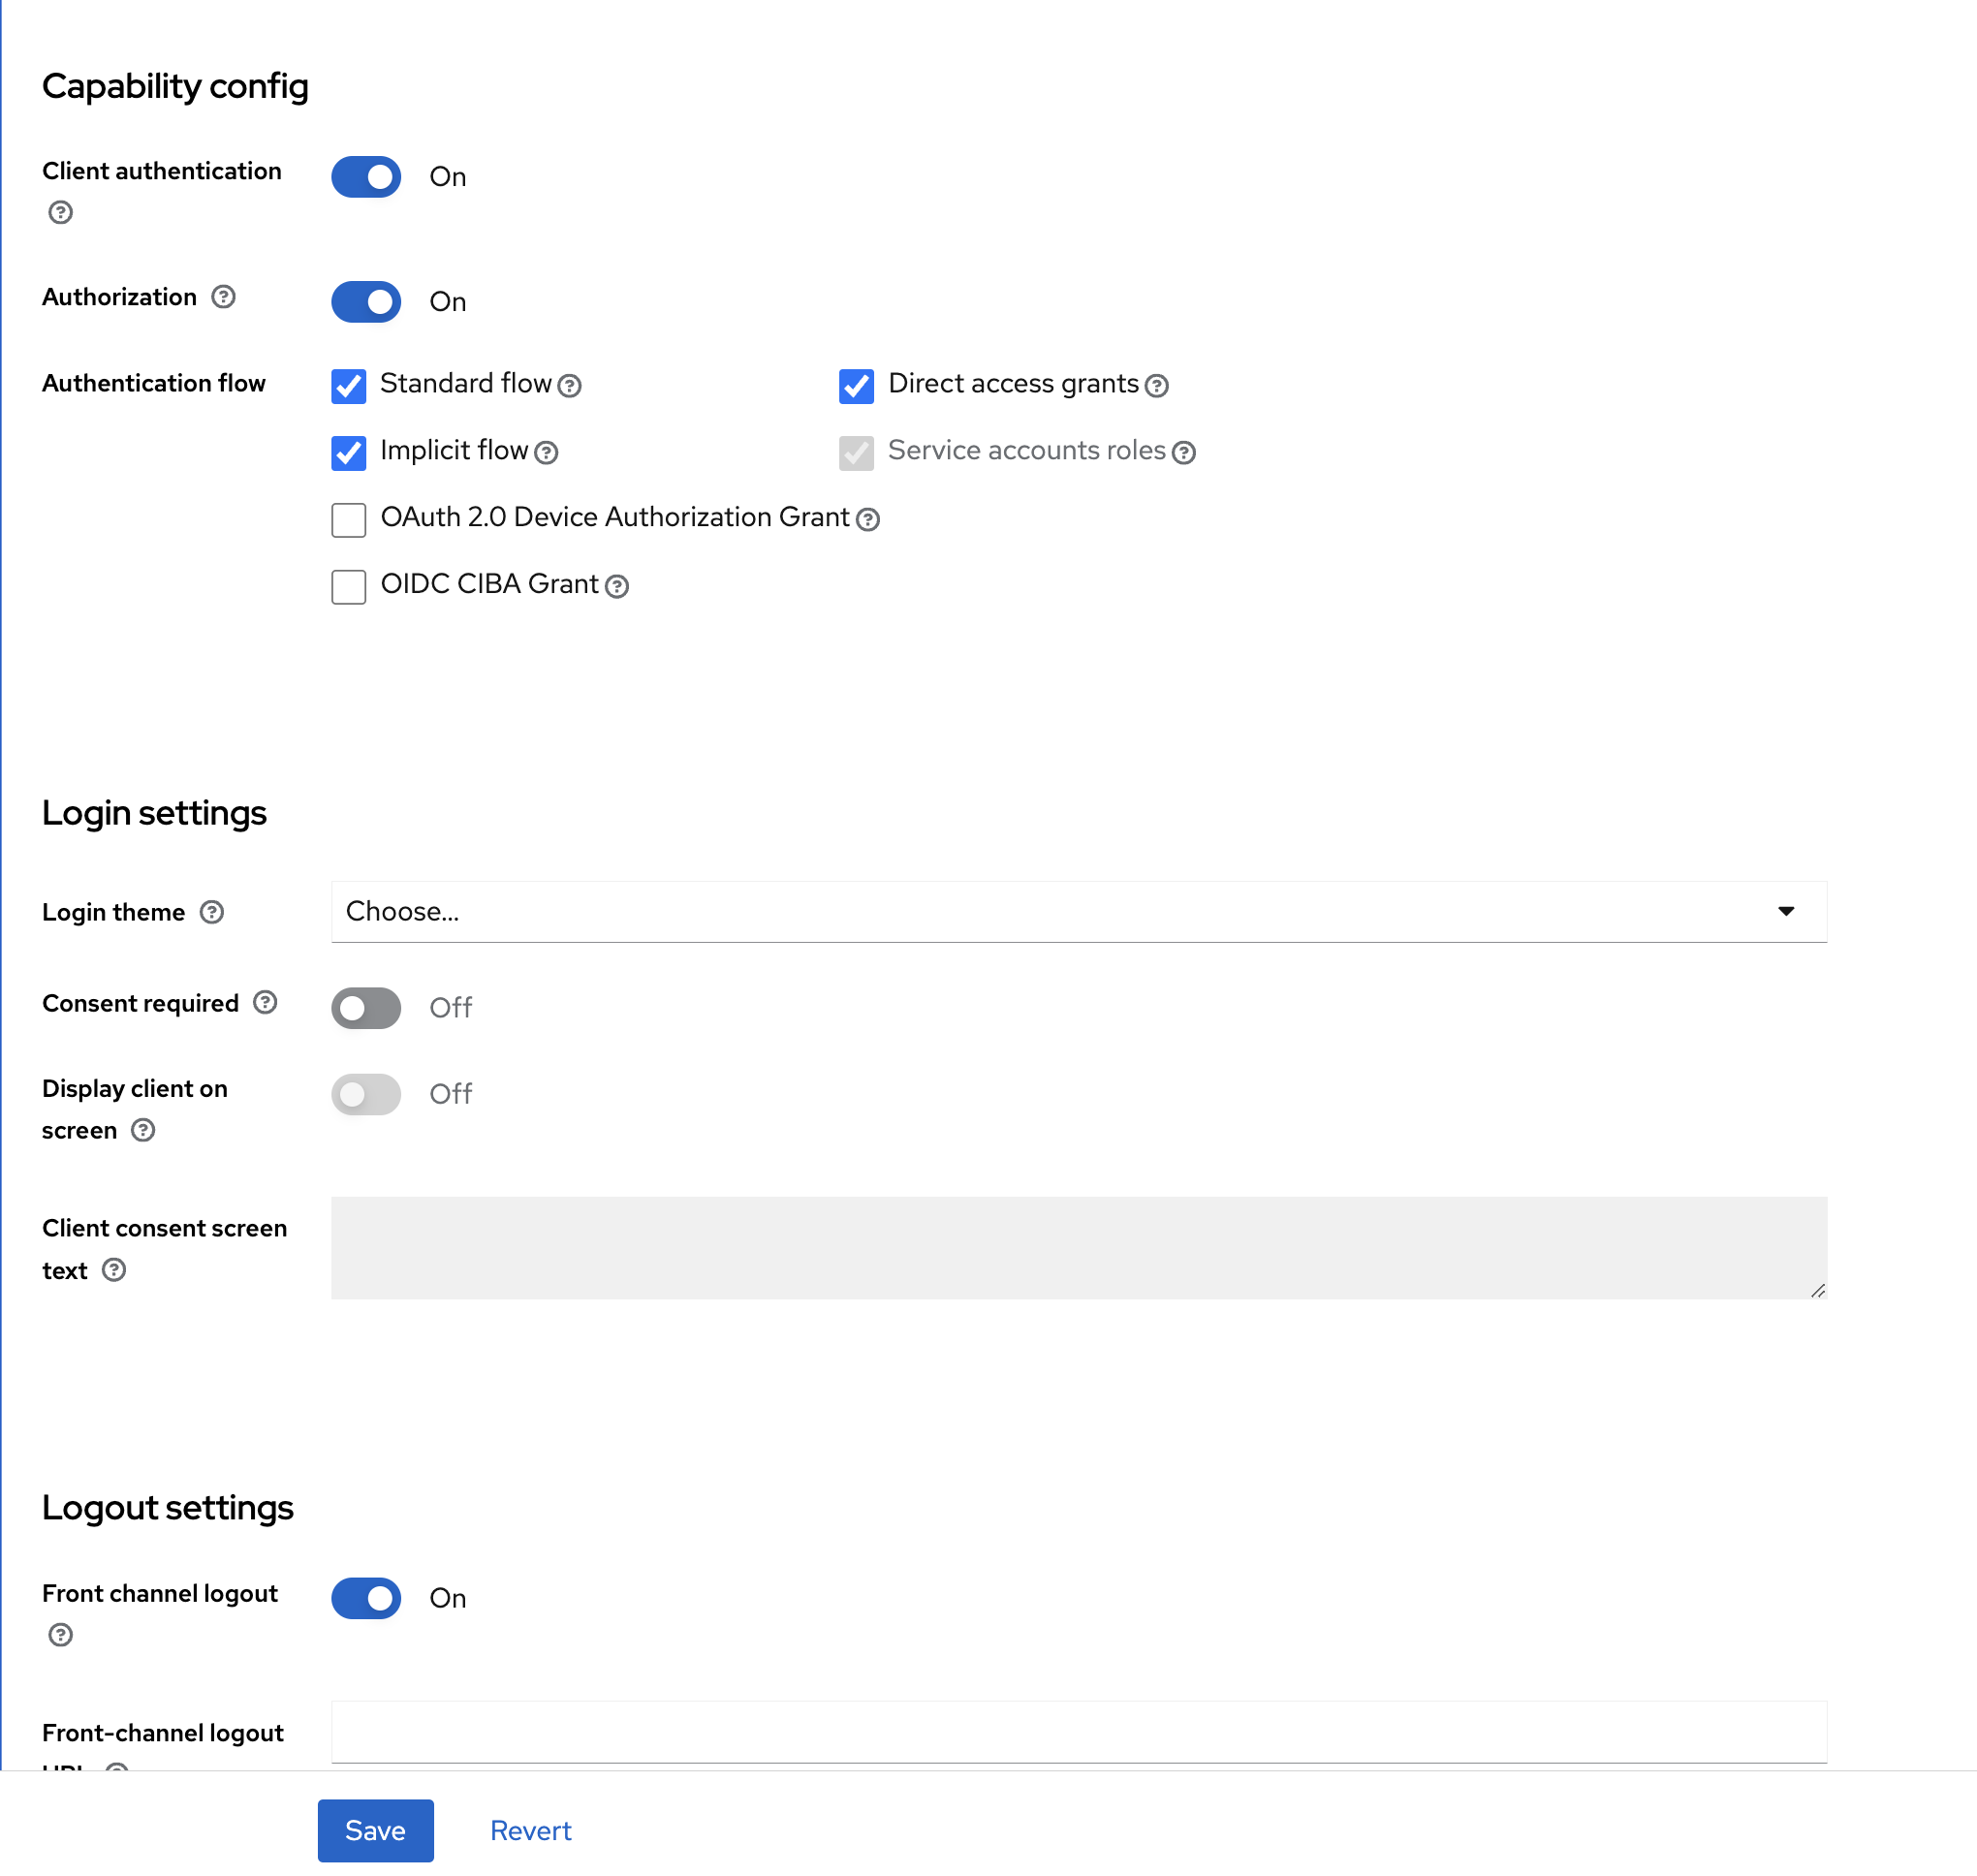 Capability config
Client authentication
On
Authorization
On
Authentication flow
Standard flow
Direct access grants
Implicit flow
Service accounts roles
OAuth 2.0 Device Authorization Grant
OIDC CIBA Grant
Login settings
Login theme
Choose...
Consent required
Off
Display client on
screen
Off
Client consent screen
text
Logout settings
Front channel logout
On
Front-channel logout
Save
Revert